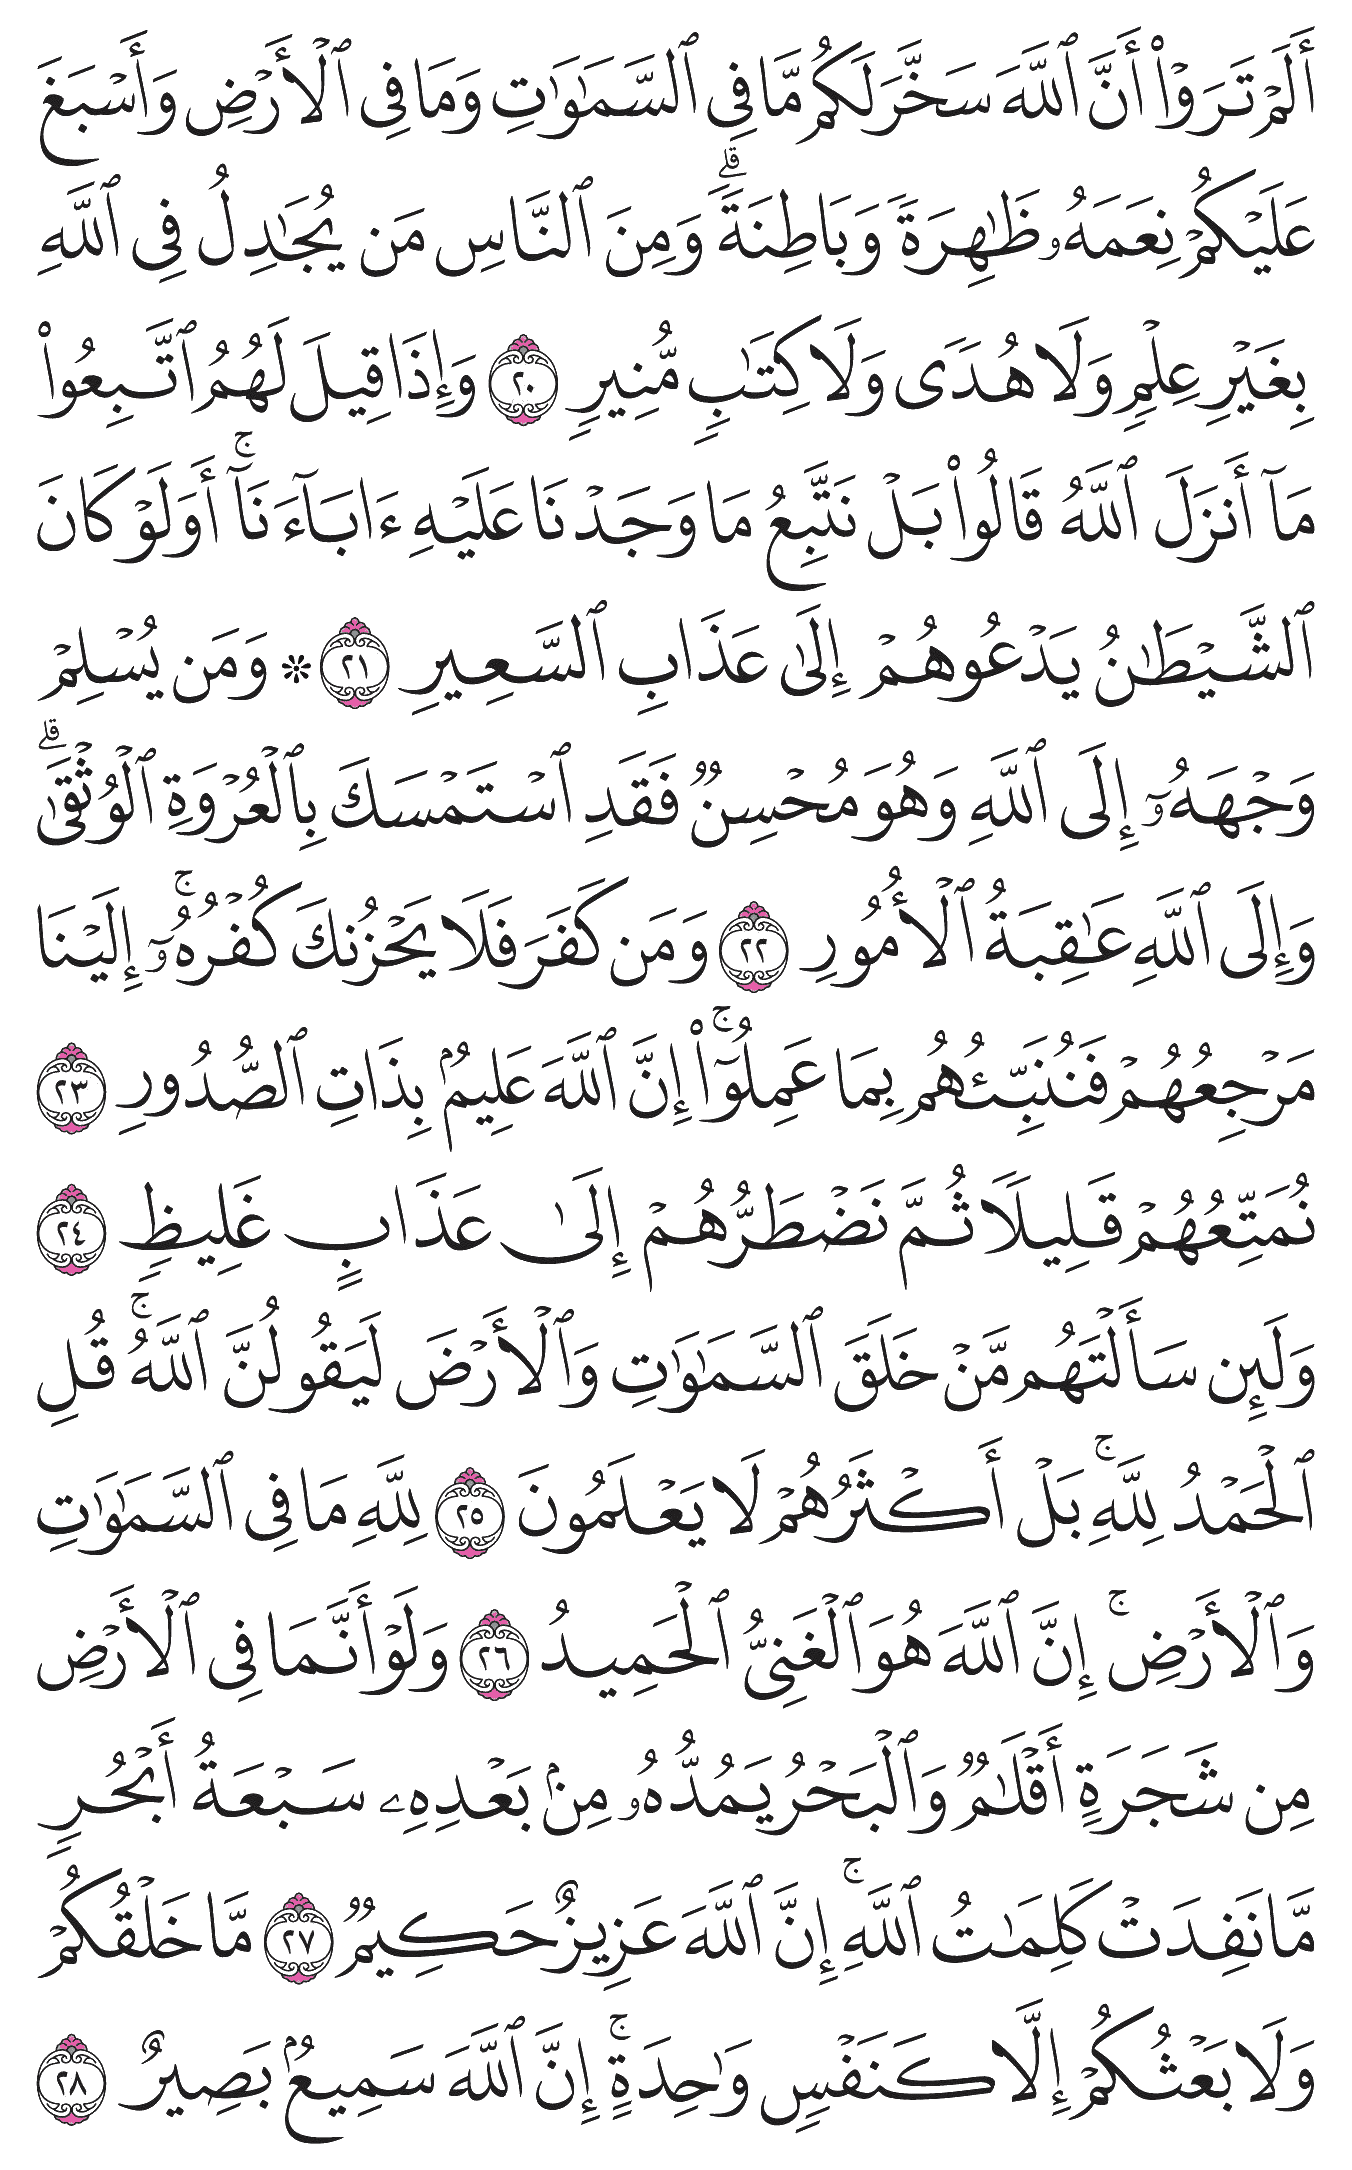 أَلَمۡ تَرَوۡاْ أَنَّ ٱللَّهَ سَخَّرَ لَكُم مَّا فِي ٱلسَّمَٰوَٰتِ وَمَا فِي ٱلۡأَرۡضِ وَأَسۡبَغَ
عَلَيۡكُمۡ نِعَمَهُۥ ظَٰهِرَةٗ وَبَاطِنَةٗۗ وَمِنَ ٱلنَّاسِ مَن يُجَٰدِلُ فِي ٱللَّهِ
بِغَيۡرِ عِلۡمٖ وَلَا هُدٗى وَلَا كِتَٰبٖ مُّنِيرٖ ٢٠ وَإِذَا قِيلَ لَهُمُ ٱتَّبِعُواْ
مَآ أَنزَلَ ٱللَّهُ قَالُواْ بَلۡ نَتَّبِعُ مَا وَجَدۡنَا عَلَيۡهِ ءَابَآءَنَآۚ أَوَلَوۡ كَانَ
ٱلشَّيۡطَٰنُ يَدۡعُوهُمۡ إِلَىٰ عَذَابِ ٱلسَّعِيرِ ٢١ ۞ وَمَن يُسۡلِمۡ
وَجۡهَهُۥٓ إِلَى ٱللَّهِ وَهُوَ مُحۡسِنٞ فَقَدِ ٱسۡتَمۡسَكَ بِٱلۡعُرۡوَةِ ٱلۡوُثۡقَىٰۗ
وَإِلَى ٱللَّهِ عَٰقِبَةُ ٱلۡأُمُورِ ٢٢ وَمَن كَفَرَ فَلَا يَحۡزُنكَ كُفۡرُهُۥٓۚ إِلَيۡنَا
مَرۡجِعُهُمۡ فَنُنَبِّئُهُم بِمَا عَمِلُوٓاْۚ إِنَّ ٱللَّهَ عَلِيمُۢ بِذَاتِ ٱلصُّدُورِ ٢٣
نُمَتِّعُهُمۡ قَلِيلٗا ثُمَّ نَضۡطَرُّهُمۡ إِلَىٰ عَذَابٍ غَلِيظٖ ٢٤
وَلَئِن سَأَلۡتَهُم مَّنۡ خَلَقَ ٱلسَّمَٰوَٰتِ وَٱلۡأَرۡضَ لَيَقُولُنَّ ٱللَّهُۚ قُلِ
ٱلۡحَمۡدُ لِلَّهِۚ بَلۡ أَكۡثَرُهُمۡ لَا يَعۡلَمُونَ ٢٥ لِلَّهِ مَا فِي ٱلسَّمَٰوَٰتِ
وَٱلۡأَرۡضِۚ إِنَّ ٱللَّهَ هُوَ ٱلۡغَنِيُّ ٱلۡحَمِيدُ ٢٦ وَلَوۡ أَنَّمَا فِي ٱلۡأَرۡضِ
مِن شَجَرَةٍ أَقۡلَٰمٞ وَٱلۡبَحۡرُ يَمُدُّهُۥ مِنۢ بَعۡدِهِۦ سَبۡعَةُ أَبۡحُرٖ
مَّا نَفِدَتۡ كَلِمَٰتُ ٱللَّهِۚ إِنَّ ٱللَّهَ عَزِيزٌ حَكِيمٞ ٢٧ مَّا خَلۡقُكُمۡ
وَلَا بَعۡثُكُمۡ إِلَّا كَنَفۡسٖ وَٰحِدَةٍۚ إِنَّ ٱللَّهَ سَمِيعُۢ بَصِيرٌ ٢٨